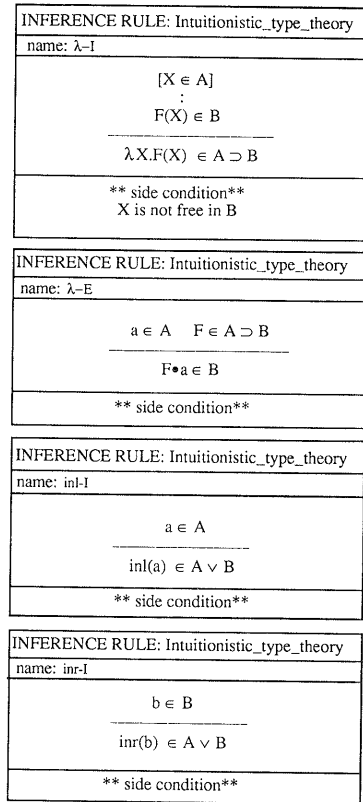 INFERENCE RULE: Intuitionistic_type_theory
name: λ–I
[X ∈ A]
:
F(X) ∈ B
λX.F(X) ∈ A ⊃ B
** side condition**
X is not free in B
INFERENCE RULE: Intuitionistic_type_theory
name: λ–E
a ∈ A F ∈ A ⊃ B
F•a ∈ B
** side condition**
INFERENCE RULE: Intuitionistic_type_theory
name: inl-I
a ∈ A
inl(a) ∈ A ∨ B
** side condition**
INFERENCE RULE: Intuitionistic_type_theory
name: inr-I
b ∈ B
inr(b) ∈ A ∨ B
** side condition**